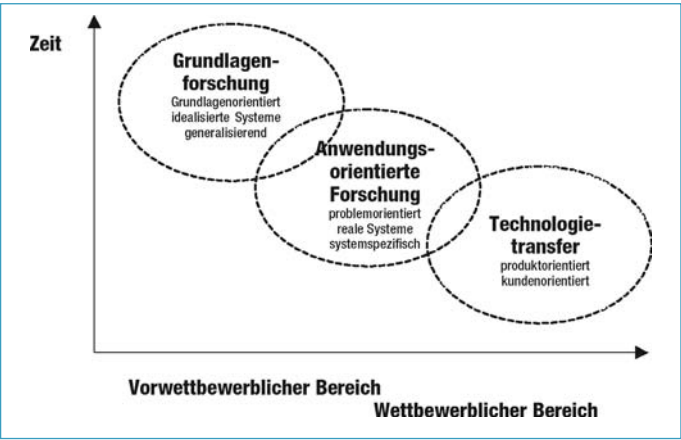 Zeit
Grundlagen-
forschung
Grundlagenorientiert
idealisierte Systeme
generalisierend
Anwendungs-
orientierte
Forschung
problemorientiert
reale Systeme
systemspezifisch
Technologie-
transfer
produktorientiert
kundenorientiert
Vorwettbewerblicher Bereich
Wettbewerblicher Bereich